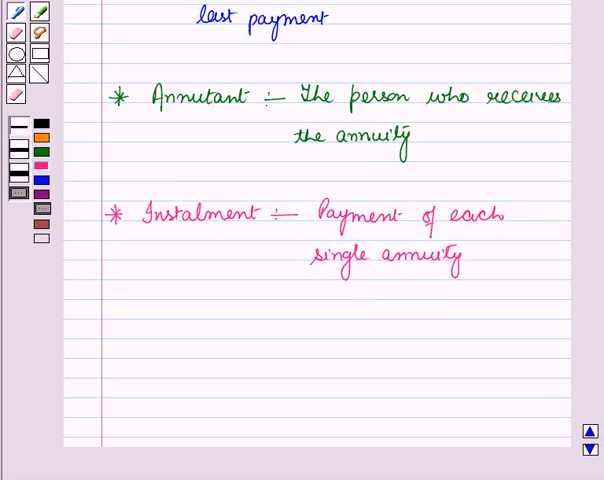 last payment
* Annutant :- The person who receives
the annuity
* Instalment :- Payment of each
single annuity